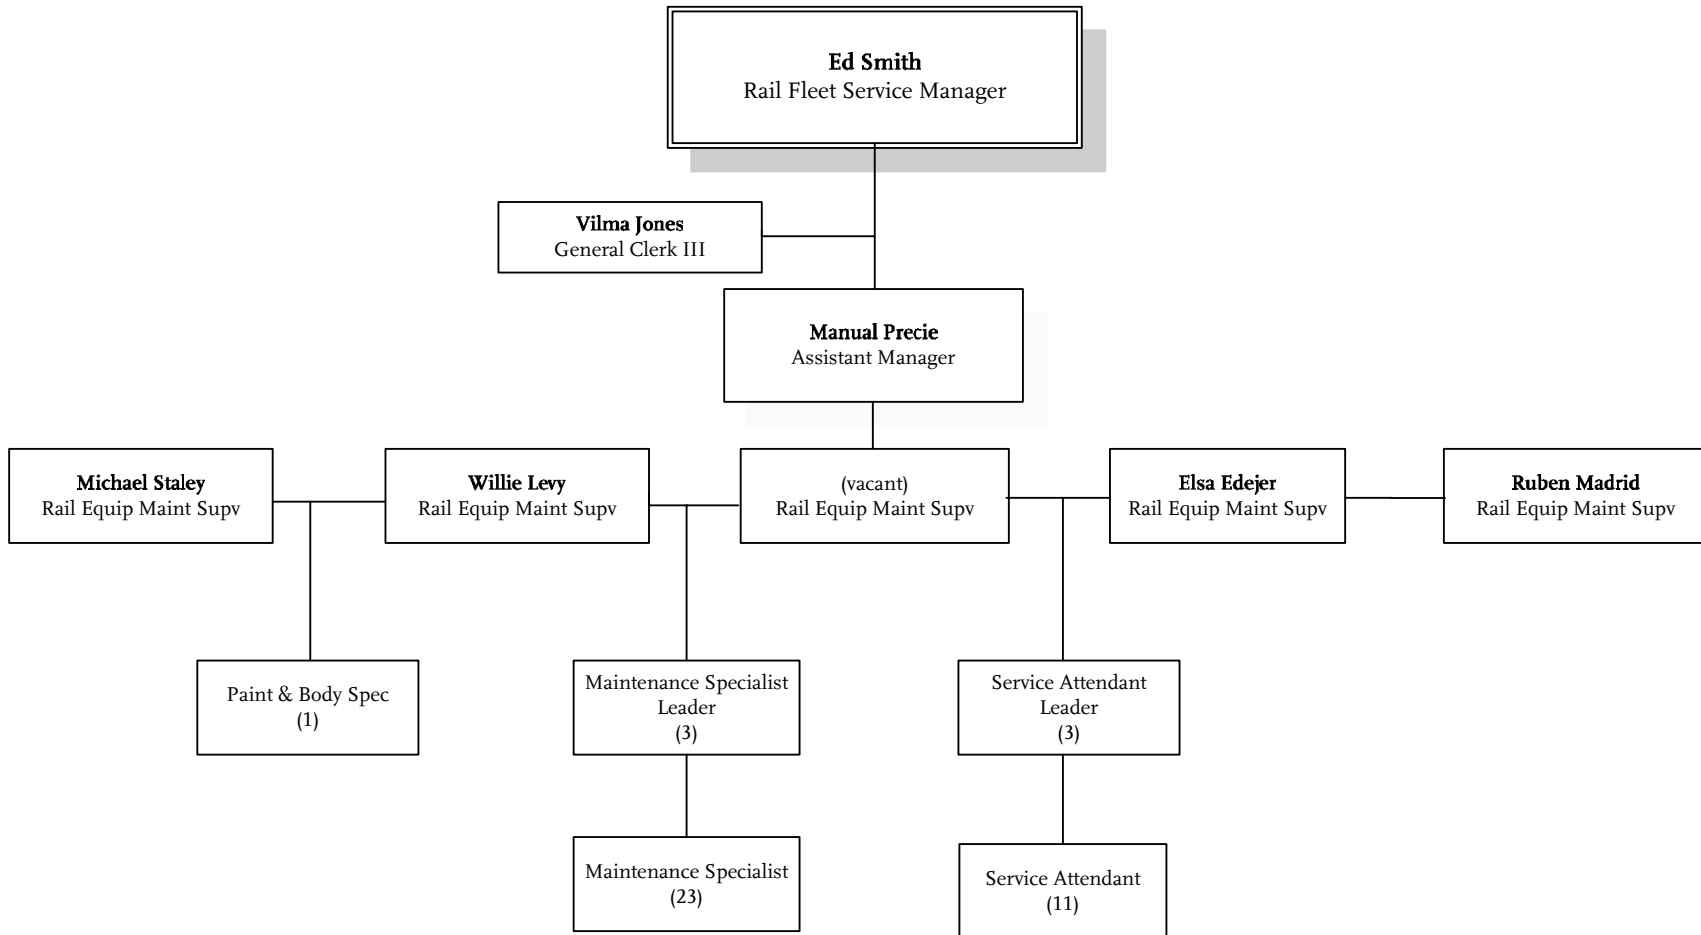 Ed Smith
Rail Fleet Service Manager
Vilma Jones
General Clerk III
Manual Precie
Assistant Manager
Michael Staley
Rail Equip Maint Supv
Willie Levy
Rail Equip Maint Supv
(vacant)
Rail Equip Maint Supv
Elsa Edejer
Rail Equip Maint Supv
Ruben Madrid
Rail Equip Maint Supv
Paint & Body Spec
(1)
Maintenance Specialist
Leader
(3)
Service Attendant
Leader
(3)
Maintenance Specialist
(23)
Service Attendant
(11)